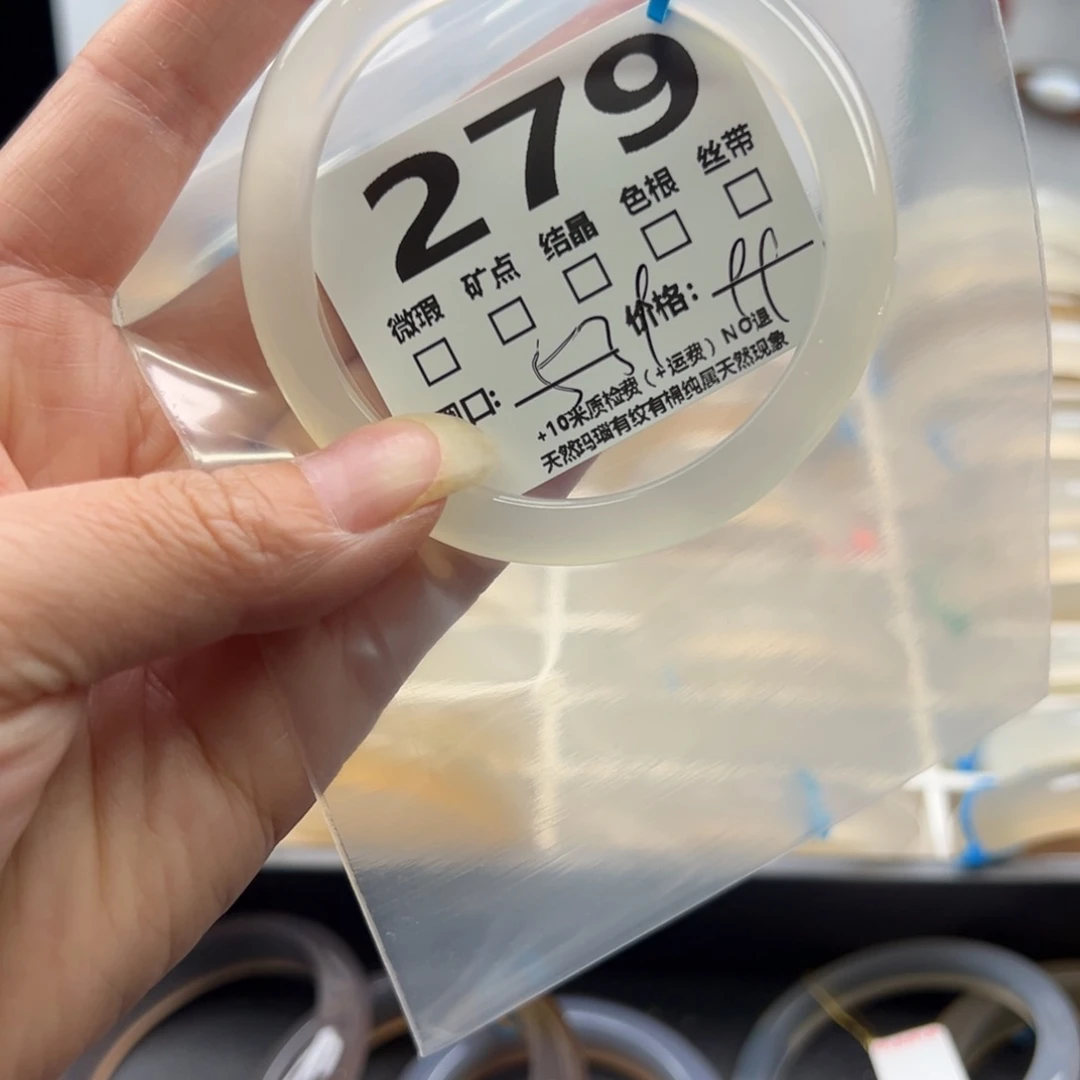 279
微瑕 矿点 结晶 色根 丝带
口: 价格:
+10米质检费(+运费)NO退
天然玛瑙有纹有棉纯属天然现象